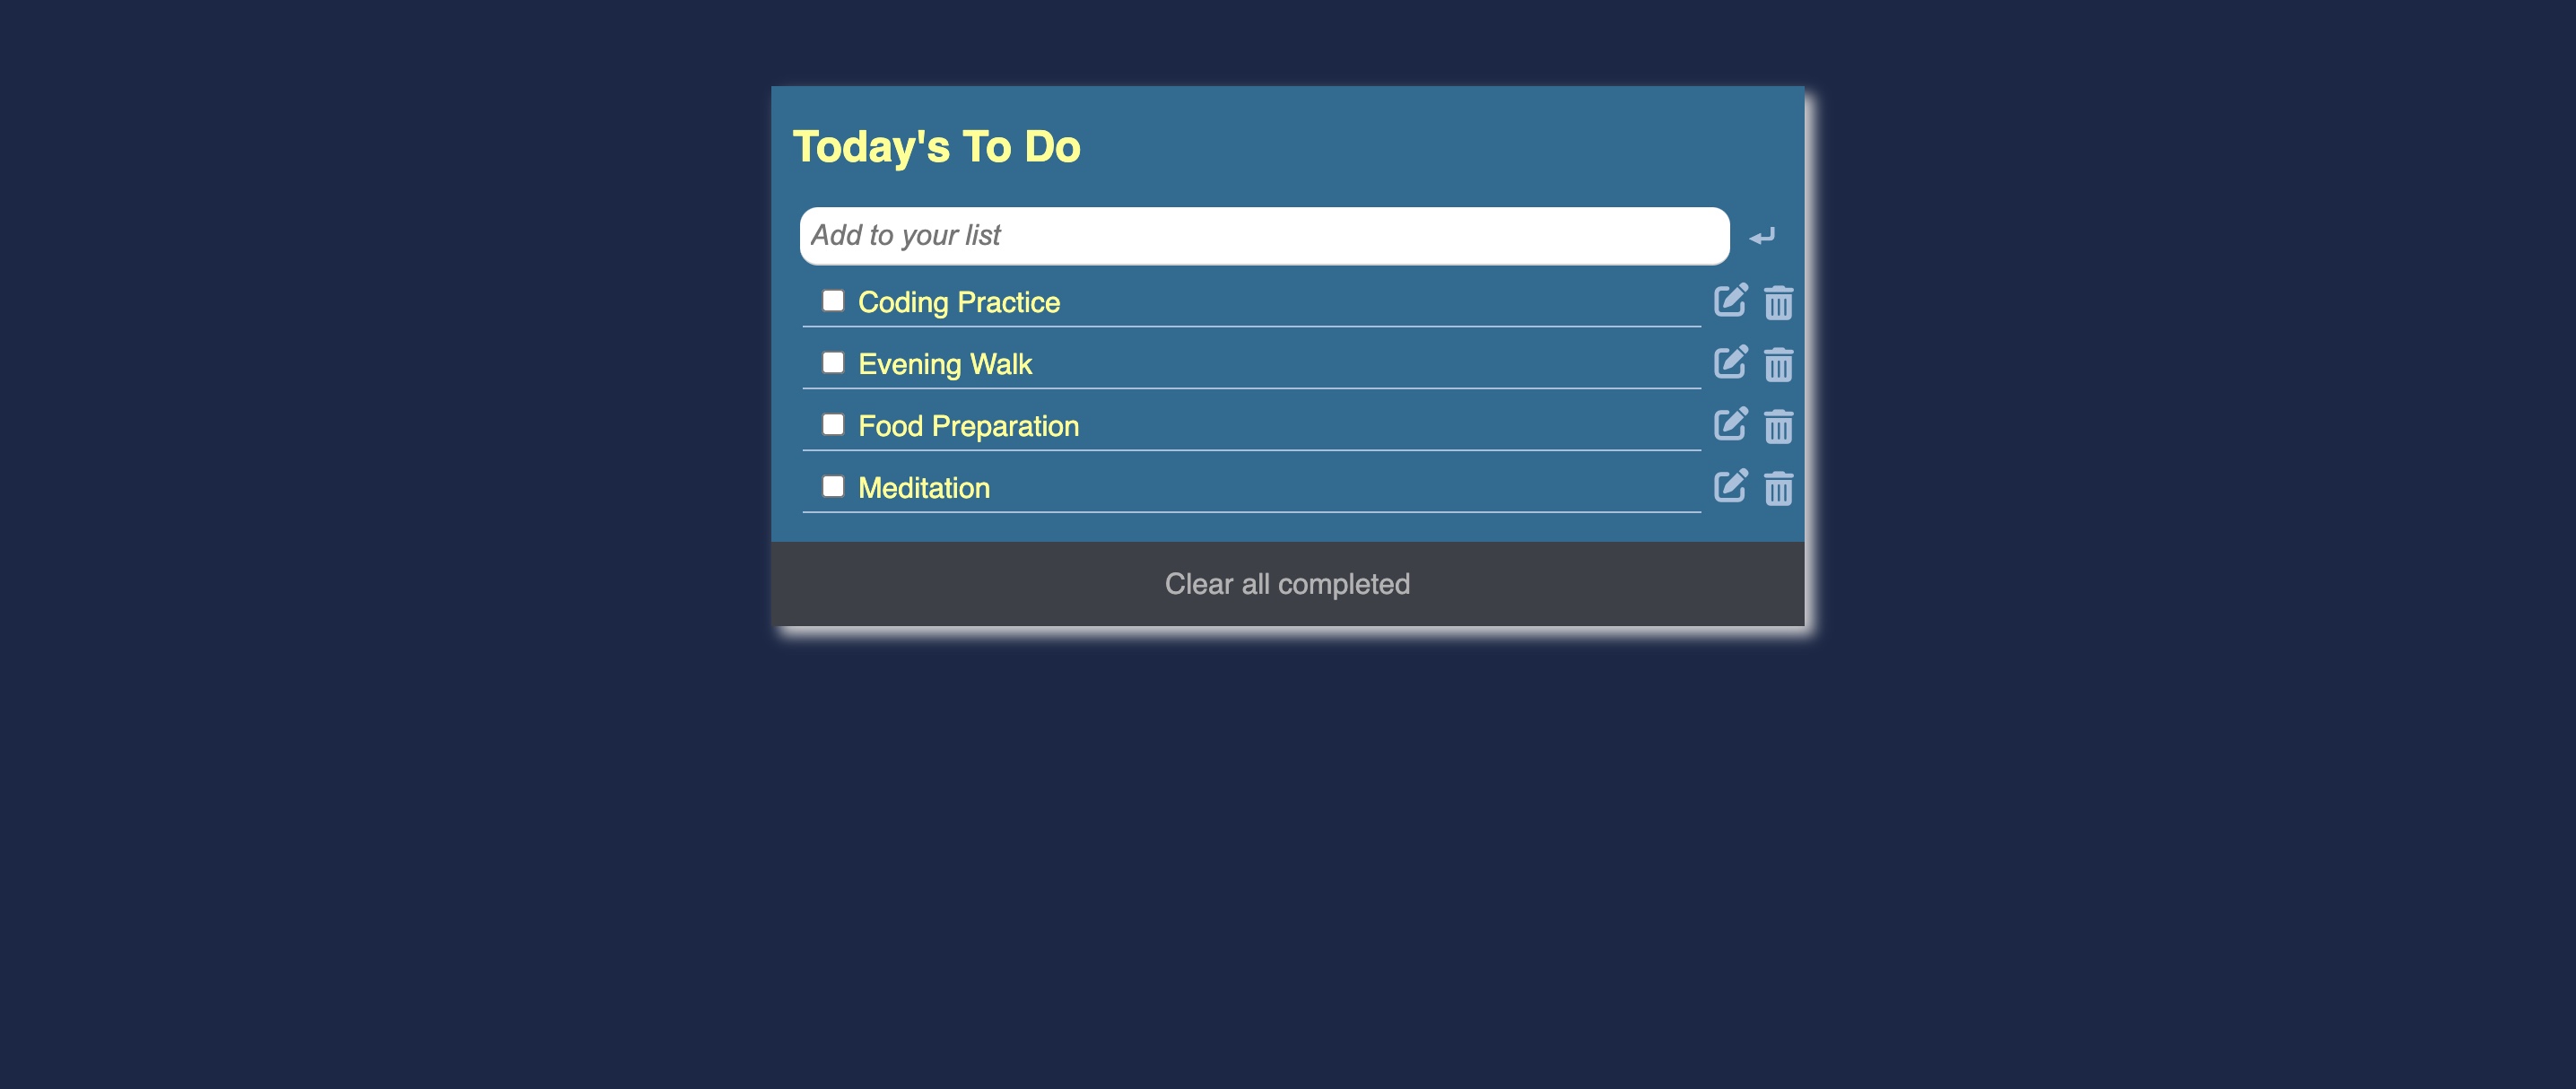 Today's To Do
Add to your list
Coding Practice
Evening Walk
Food Preparation
Meditation
Clear all completed